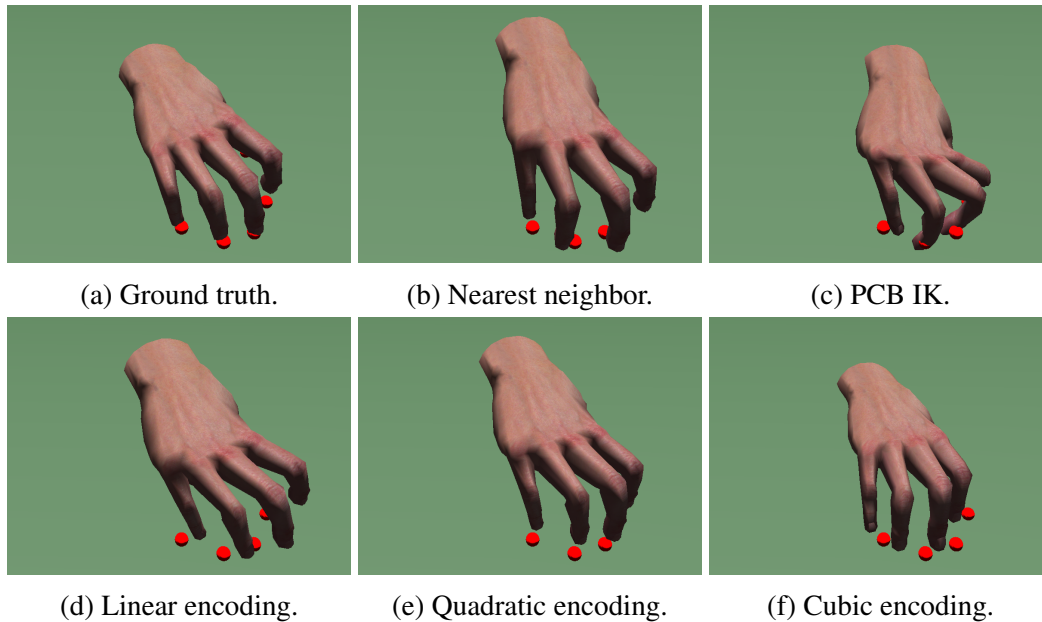 (a) Ground truth.
(b) Nearest neighbor.
(c) PCB IK.
(d) Linear encoding.
(e) Quadratic encoding.
(f) Cubic encoding.